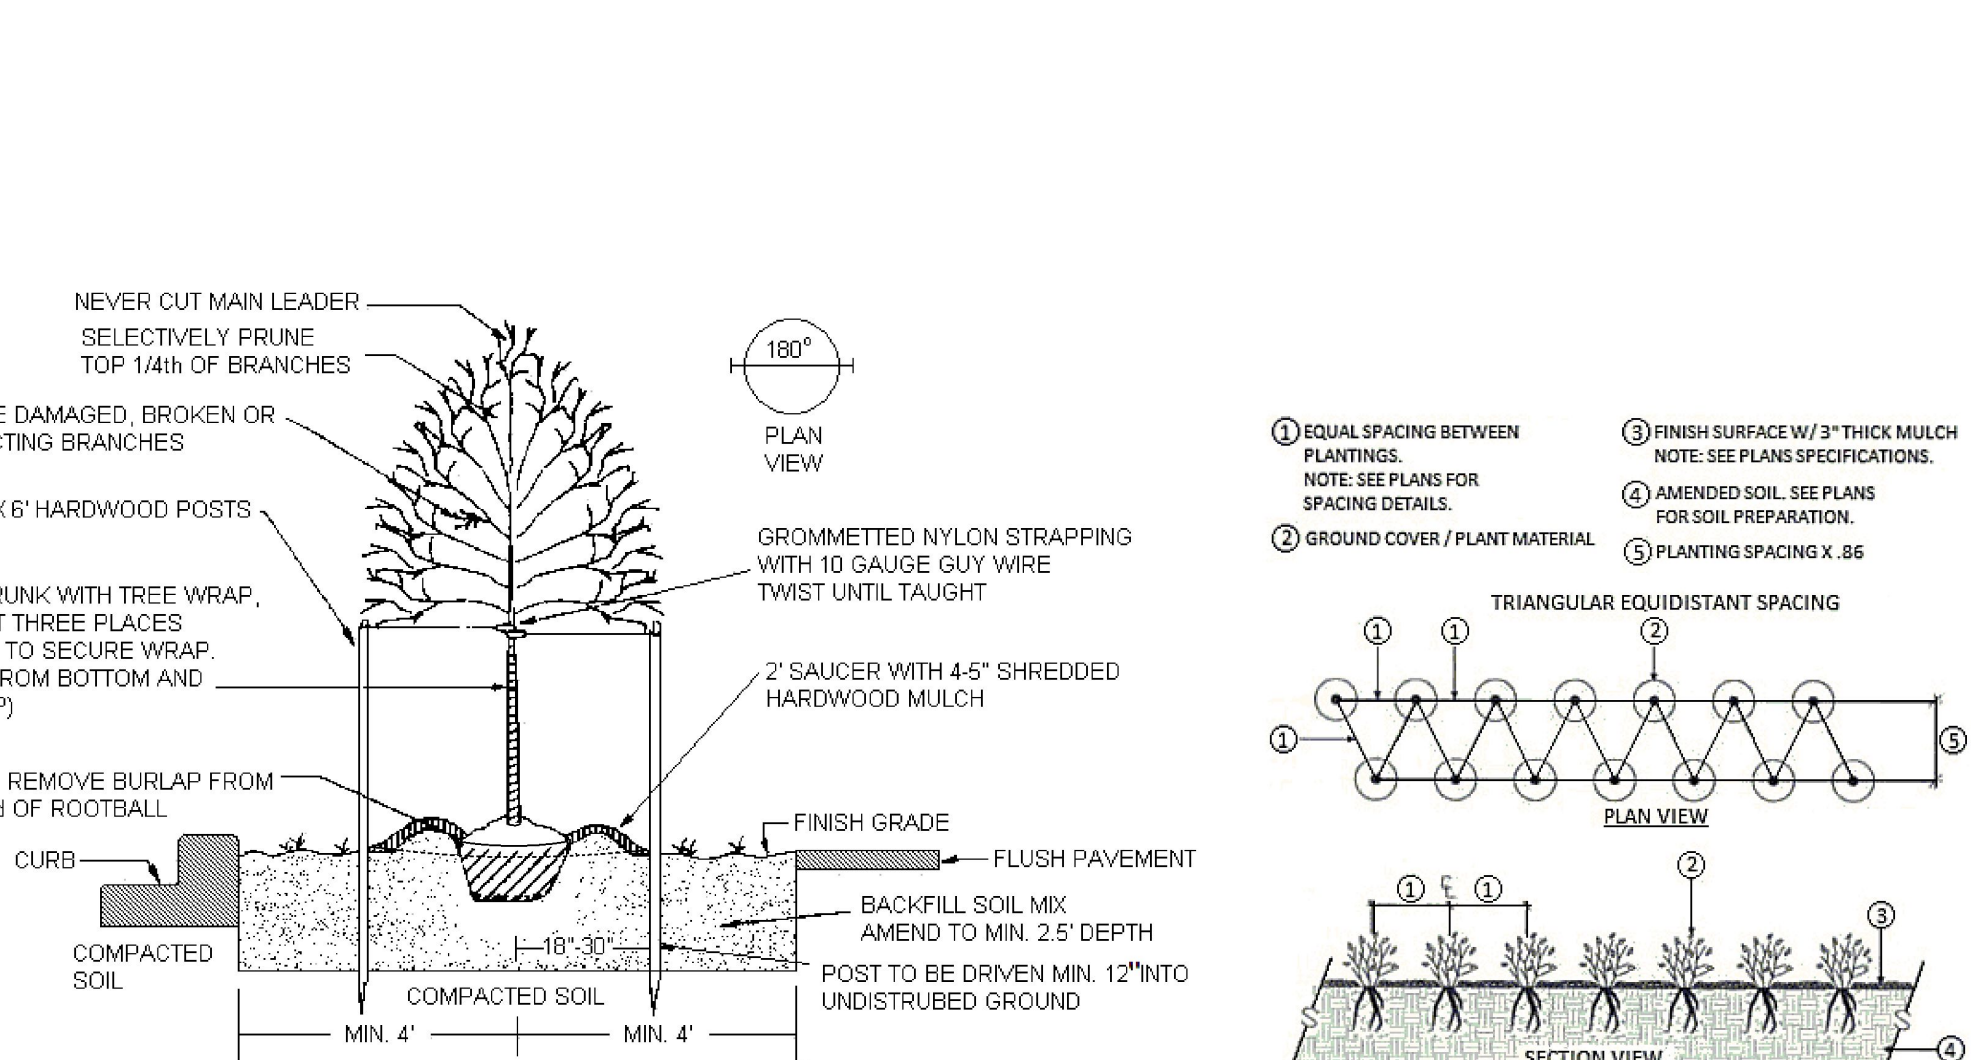 NEVER CUT MAIN LEADER
SELECTIVELY PRUNE
TOP 1/4th OF BRANCHES
DAMAGED, BROKEN OR
BRANCHES
X 6' HARDWOOD POSTS
WITH TREE WRAP,
THREE PLACES
TO SECURE WRAP.
BOTTOM AND
REMOVE BURLAP FROM
OF ROOTBALL
CURB
COMPACTED
SOIL
180°
PLAN
VIEW
GROMMETTED NYLON STRAPPING
WITH 10 GAUGE GUY WIRE
TWIST UNTIL TAUGHT
2' SAUCER WITH 4-5" SHREDDED
HARDWOOD MULCH
FINISH GRADE
FLUSH PAVEMENT
BACKFILL SOIL MIX
AMEND TO MIN. 2.5' DEPTH
18"-30"
POST TO BE DRIVEN MIN. 12"INTO
UNDISTRUBED GROUND
COMPACTED SOIL
MIN. 4' MIN. 4'
1 EQUAL SPACING BETWEEN
PLANTINGS.
NOTE: SEE PLANS FOR
SPACING DETAILS.
2 GROUND COVER / PLANT MATERIAL
3 FINISH SURFACE W/ 3" THICK MULCH
NOTE: SEE PLANS SPECIFICATIONS.
4 AMENDED SOIL. SEE PLANS
FOR SOIL PREPARATION.
5 PLANTING SPACING X .86
TRIANGULAR EQUIDISTANT SPACING
1 1 2
1 5
PLAN VIEW
2
1 ℄ 1
3
SECTION VIEW
4